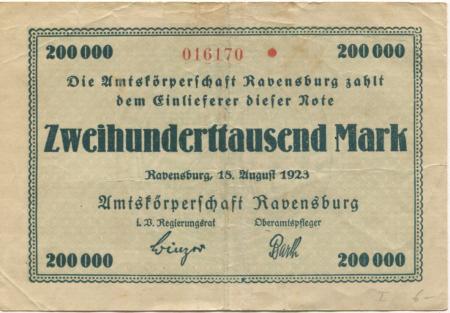 200 000 016170 200 000
Die Amtskörperschaft Ravensburg zahlt
dem Einlieferer dieser Note
Zweihunderttausend Mark
Ravensburg, 18. August 1923
Amtskörperschaft Ravensburg
i. V. Regierungsrat Oberamtspfleger
Barth
200 000 200 000